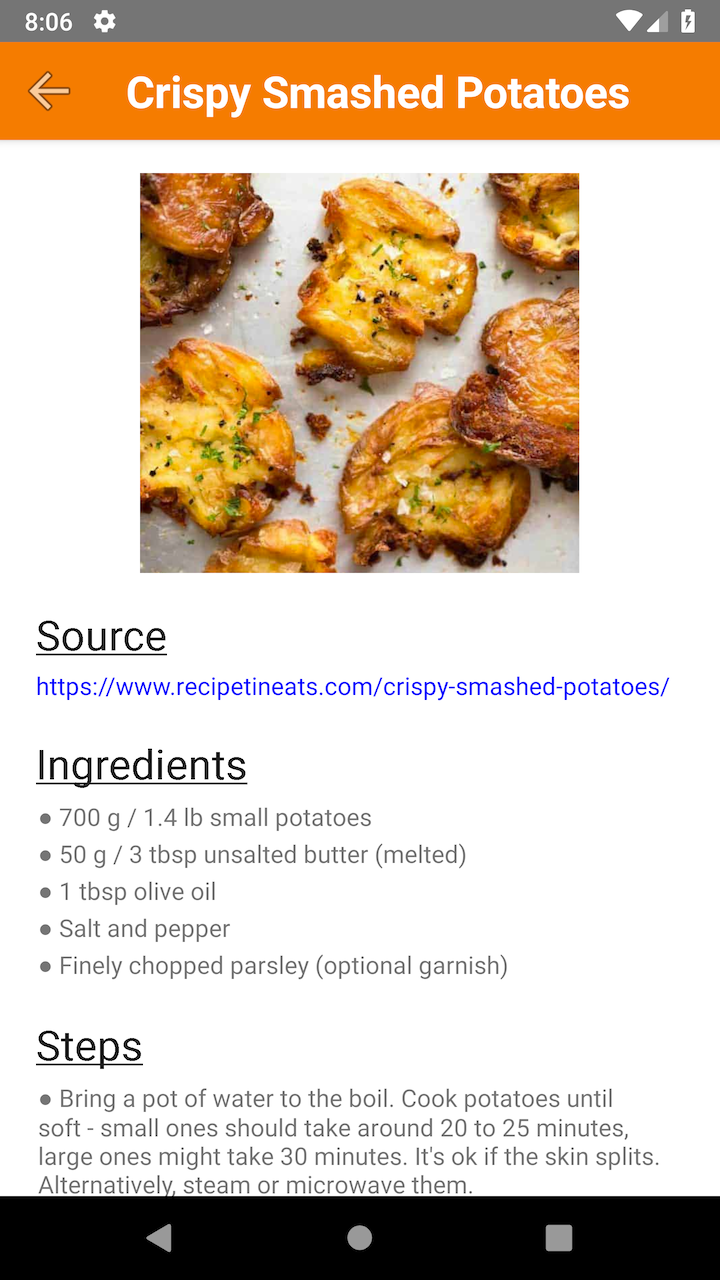 8:06
Crispy Smashed Potatoes
Source
https://www.recipetineats.com/crispy-smashed-potatoes/
Ingredients
● 700 g / 1.4 lb small potatoes
● 50 g / 3 tbsp unsalted butter (melted)
● 1 tbsp olive oil
● Salt and pepper
● Finely chopped parsley (optional garnish)
Steps
● Bring a pot of water to the boil. Cook potatoes until
soft - small ones should take around 20 to 25 minutes,
large ones might take 30 minutes. It's ok if the skin splits.
Alternatively, steam or microwave them.